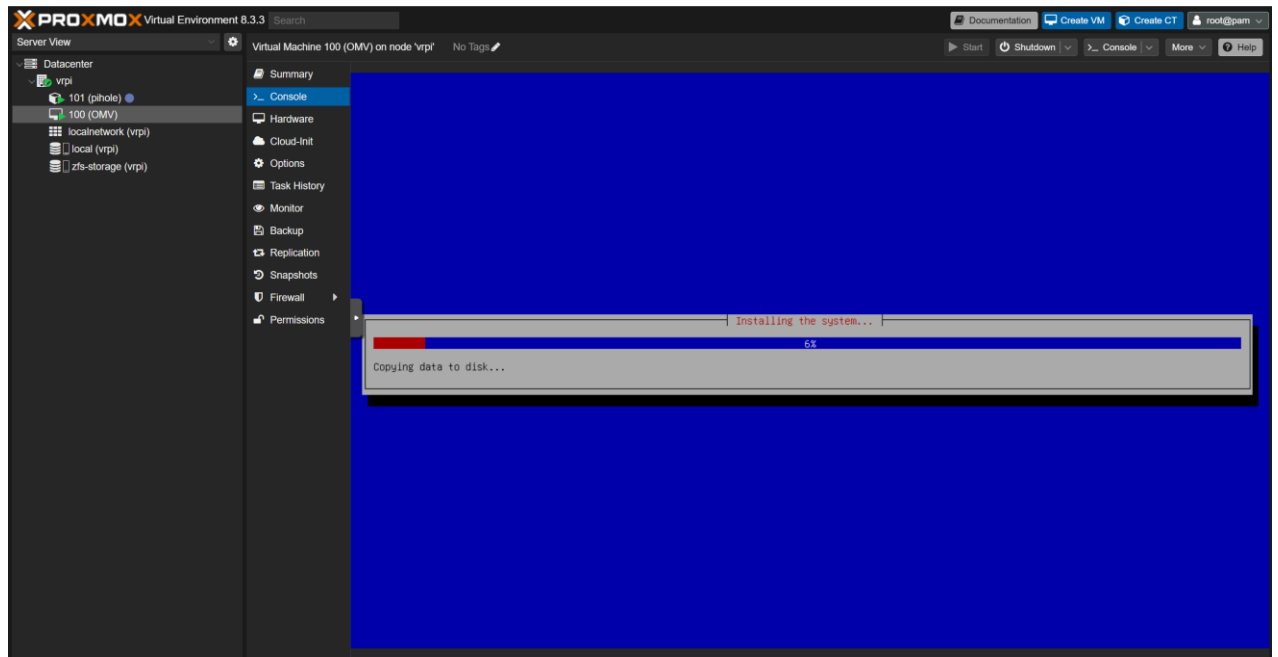 PROXMOX Virtual Environment 8.3.3 Search Documentation Create VM Create CT root@pam
Server View
Virtual Machine 100 (OMV) on node 'vrpi' No Tags Start Shutdown >_ Console More Help
Datacenter
vrpi
101 (pihole)
100 (OMV)
localnetwork (vrpi)
local (vrpi)
zfs-storage (vrpi)
Summary
>_ Console
Hardware
Cloud-Init
Options
Task History
Monitor
Backup
Replication
Snapshots
Firewall
Permissions
Installing the system...
6%
Copying data to disk...